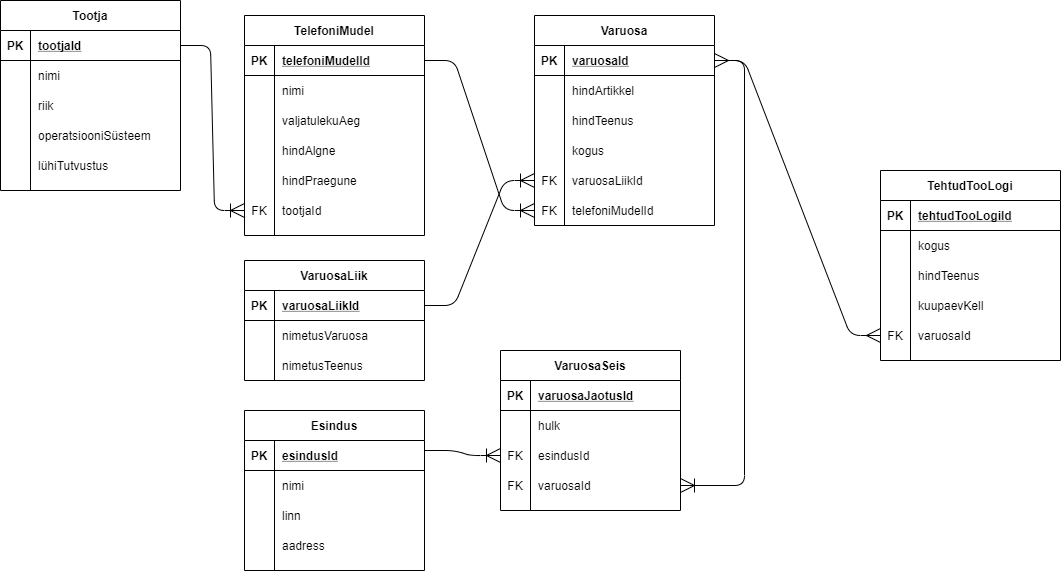 Tootja
PK tootjaId
nimi
riik
operatsiooniSüsteem
lühiTutvustus
TelefoniMudel
PK telefoniMudelId
nimi
valjatulekuAeg
hindAlgne
hindPraegune
FK tootjaId
Varuosa
PK varuosaId
hindArtikkel
hindTeenus
kogus
FK varuosaLiikId
FK telefoniMudelId
TehtudTooLogi
PK tehtudTooLogiId
kogus
hindTeenus
kuupaevKell
FK varuosaId
VaruosaLiik
PK varuosaLiikId
nimetusVaruosa
nimetusTeenus
VaruosaSeis
PK varuosaJaotusId
hulk
FK esindusId
FK varuosaId
Esindus
PK esindusId
nimi
linn
aadress